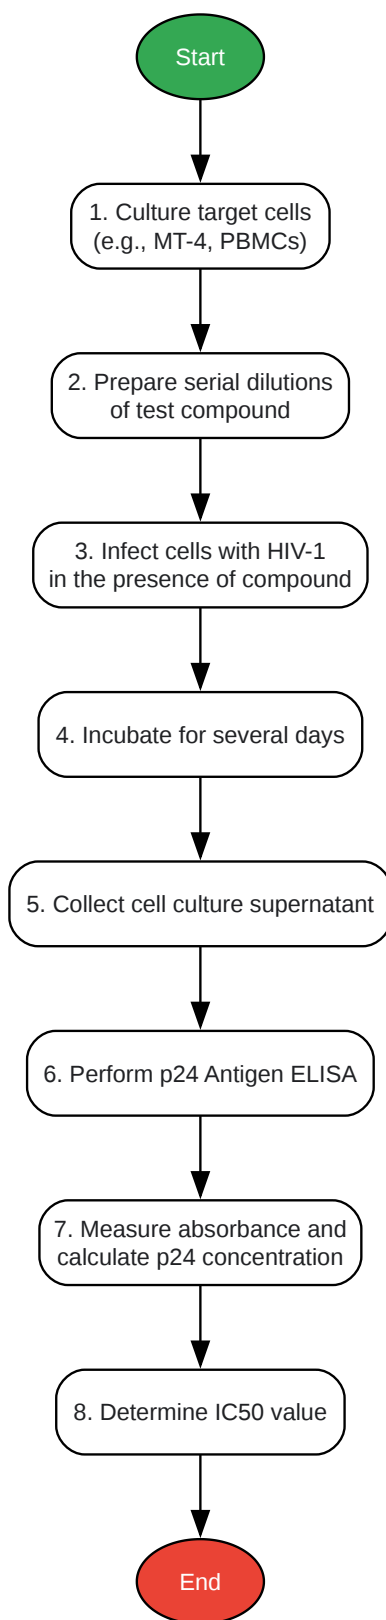 Start
1. Culture target cells
(e.g., MT-4, PBMCs)
2. Prepare serial dilutions
of test compound
3. Infect cells with HIV-1
in the presence of compound
4. Incubate for several days
5. Collect cell culture supernatant
6. Perform p24 Antigen ELISA
7. Measure absorbance and
calculate p24 concentration
8. Determine IC50 value
End